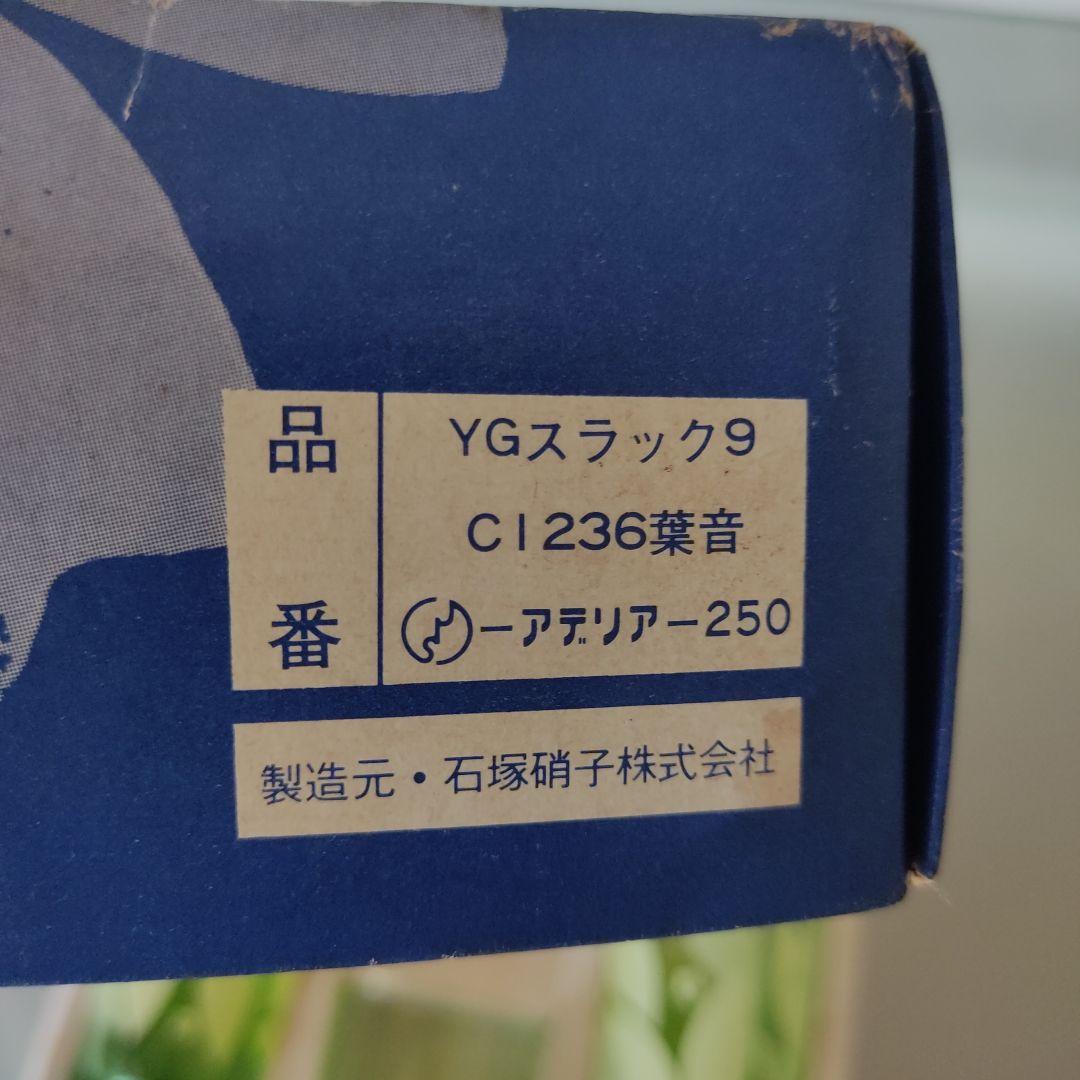 品番
YGスラック9
C1236葉音
ーアデリアー250
製造元・石塚硝子株式会社